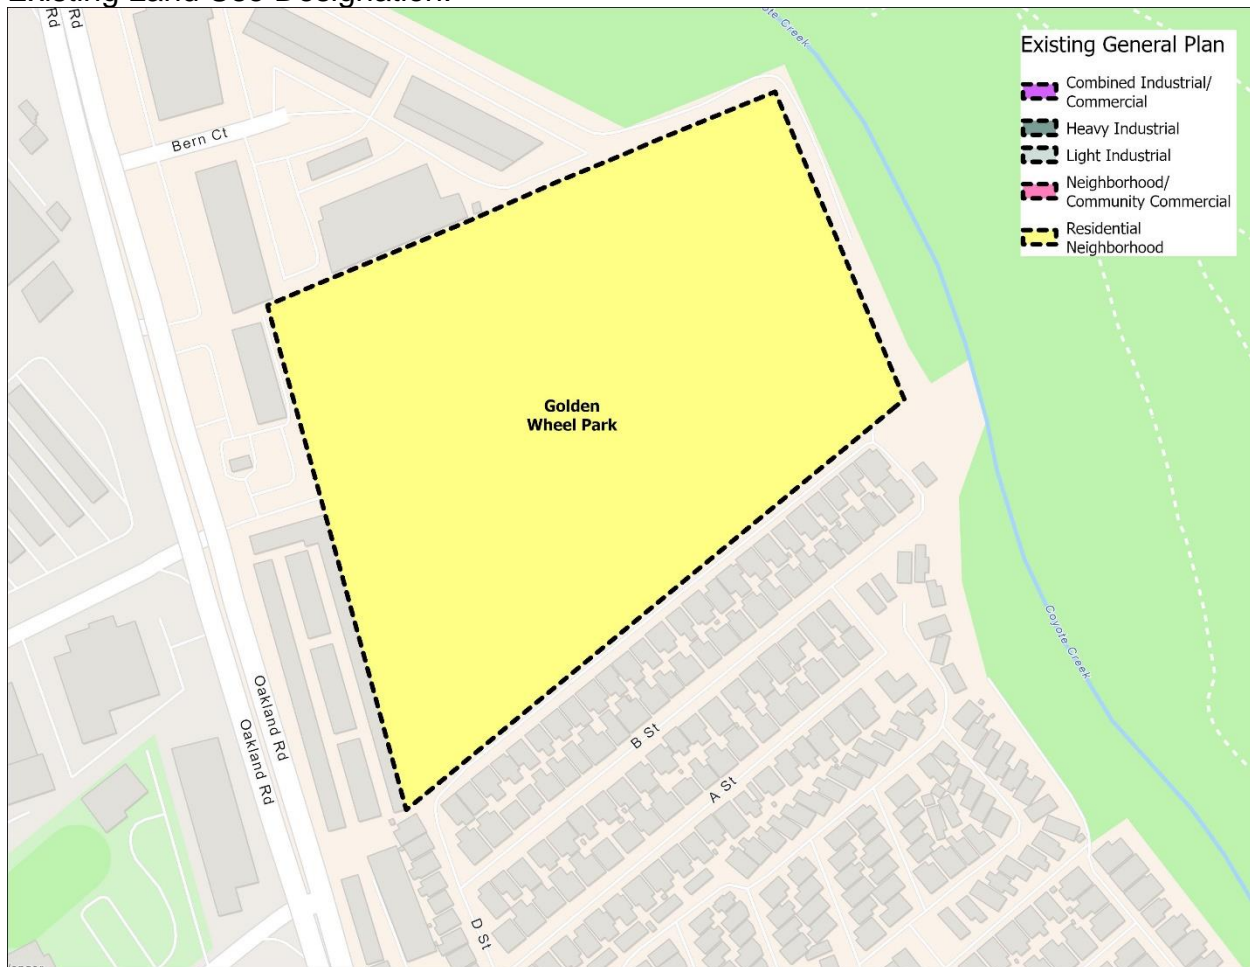 Existing Land Use Designation:
Rd
Rd
Coyote Creek
Existing General Plan
Combined Industrial/
Commercial
Heavy Industrial
Light Industrial
Neighborhood/
Community Commercial
Residential
Neighborhood
Bern Ct
Golden
Wheel Park
Coyote Creek
Oakland Rd
Oakland Rd
B St
A St
D St